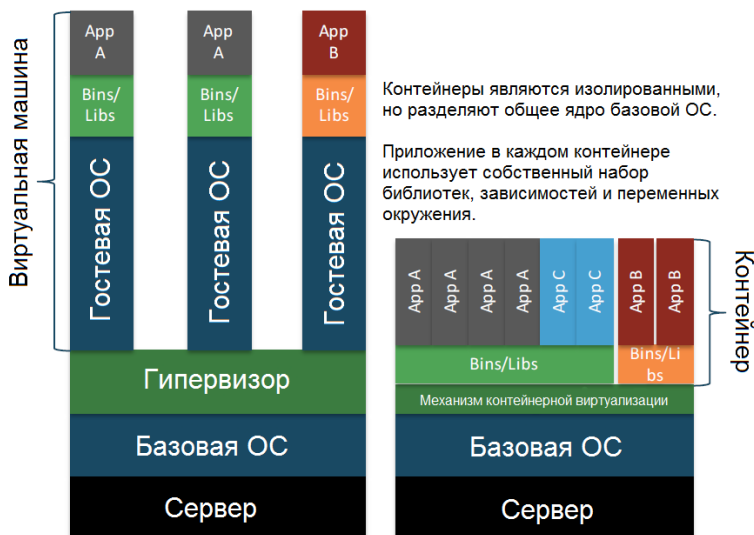 Виртуальная машина
App
A
App
A
App
B
Bins/
Libs
Bins/
Libs
Bins/
Libs
Гостевая ОС
Гостевая ОС
Гостевая ОС
Гипервизор
Базовая ОС
Сервер
Контейнеры являются изолированными,
но разделяют общее ядро базовой ОС.
Приложение в каждом контейнере
использует собственный набор
библиотек, зависимостей и переменных
окружения.
App A
App A
App A
App A
App C
App C
App B
App B
Контейнер
Bins/Libs
Bins/Li
bs
Механизм контейнерной виртуализации
Базовая ОС
Сервер